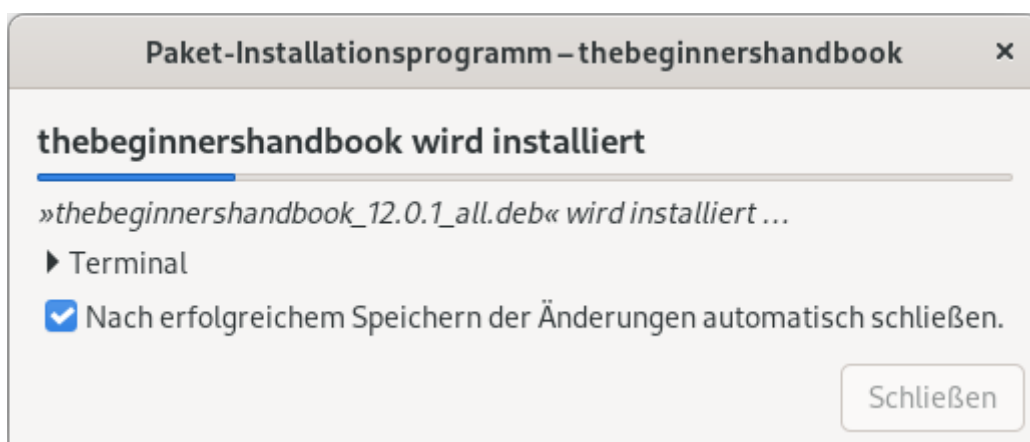 Paket-Installationsprogramm – thebeginnershandbook
thebeginnershandbook wird installiert
»thebeginnershandbook_12.0.1_all.deb« wird installiert …
Terminal
Nach erfolgreichem Speichern der Änderungen automatisch schließen.
Schließen